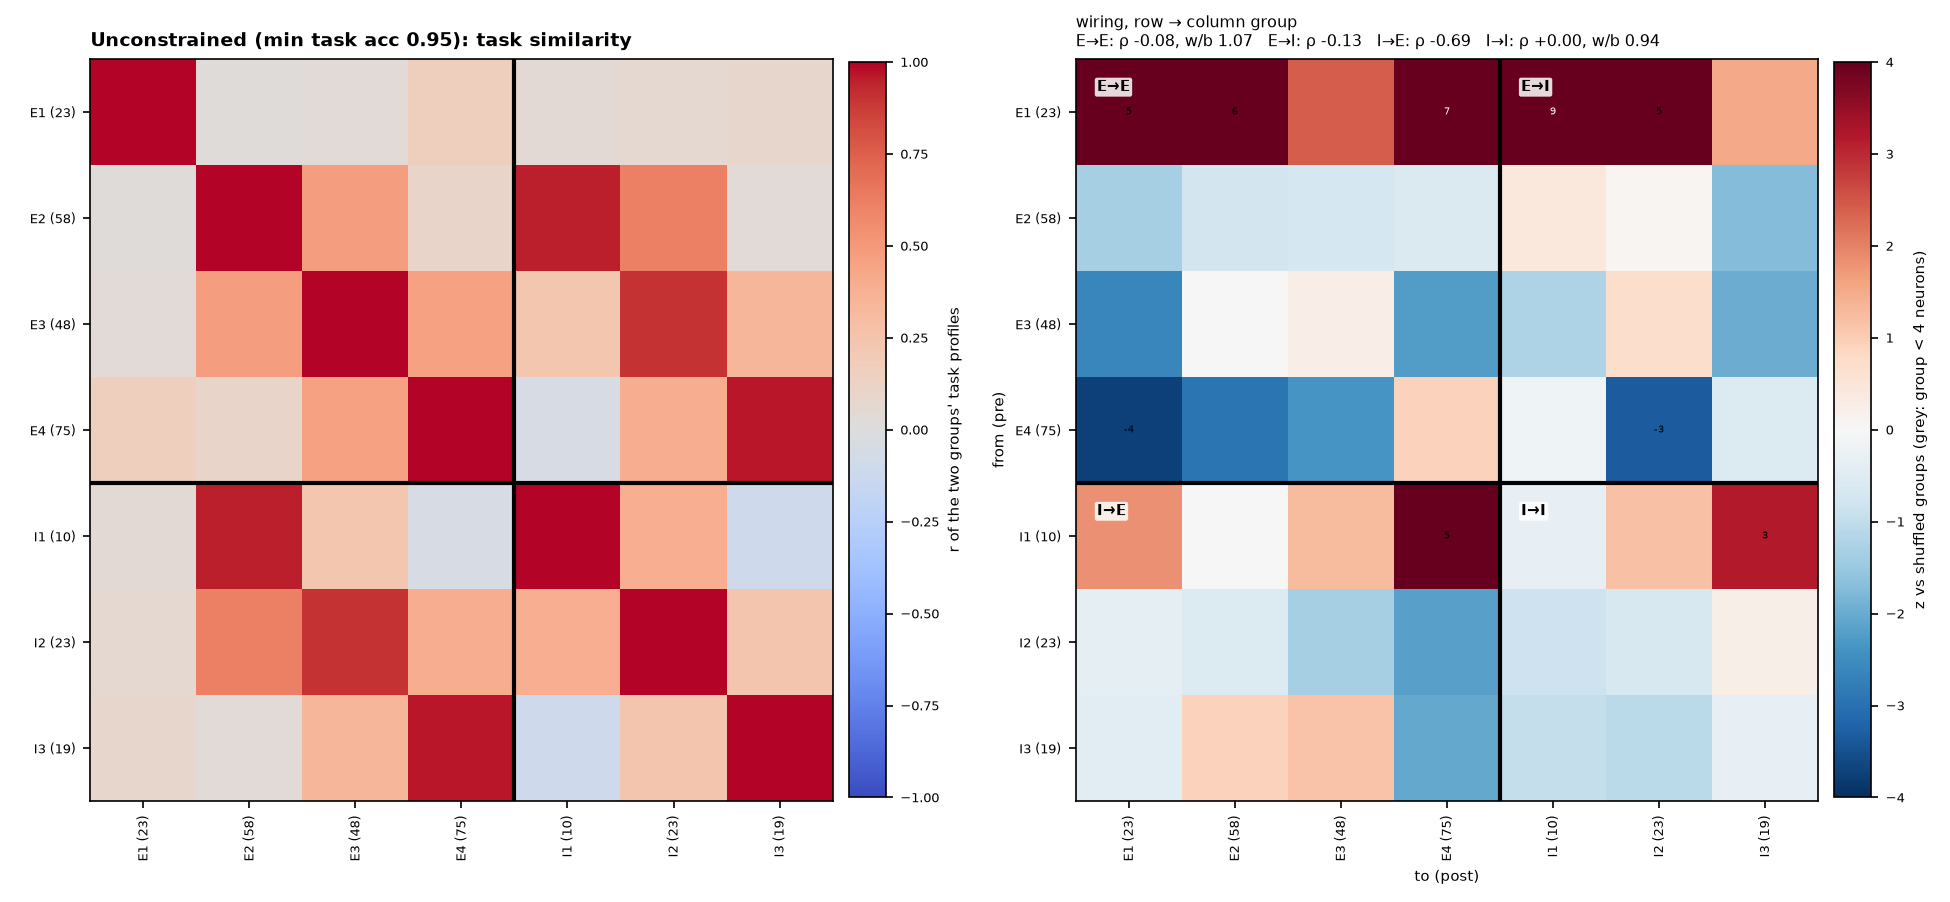 Unconstrained (min task acc 0.95): task similarity
E1 (23)
E2 (58)
E3 (48)
E4 (75)
I1 (10)
I2 (23)
I3 (19)
E1 (23)
E2 (58)
E3 (48)
E4 (75)
I1 (10)
I2 (23)
I3 (19)
1.00
0.75
0.50
0.25
0.00
−0.25
−0.50
−0.75
−1.00
r of the two groups' task profiles
wiring, row → column group
E→E: ρ -0.08, w/b 1.07   E→I: ρ -0.13   I→E: ρ -0.69   I→I: ρ +0.00, w/b 0.94
from (pre)
E1 (23)
E2 (58)
E3 (48)
E4 (75)
I1 (10)
I2 (23)
I3 (19)
E→E
E→I
5
6
7
9
5
-4
-3
I→E
I→I
5
3
E1 (23)
E2 (58)
E3 (48)
E4 (75)
I1 (10)
I2 (23)
I3 (19)
to (post)
4
3
2
1
0
−1
−2
−3
−4
z vs shuffled groups (grey: group < 4 neurons)